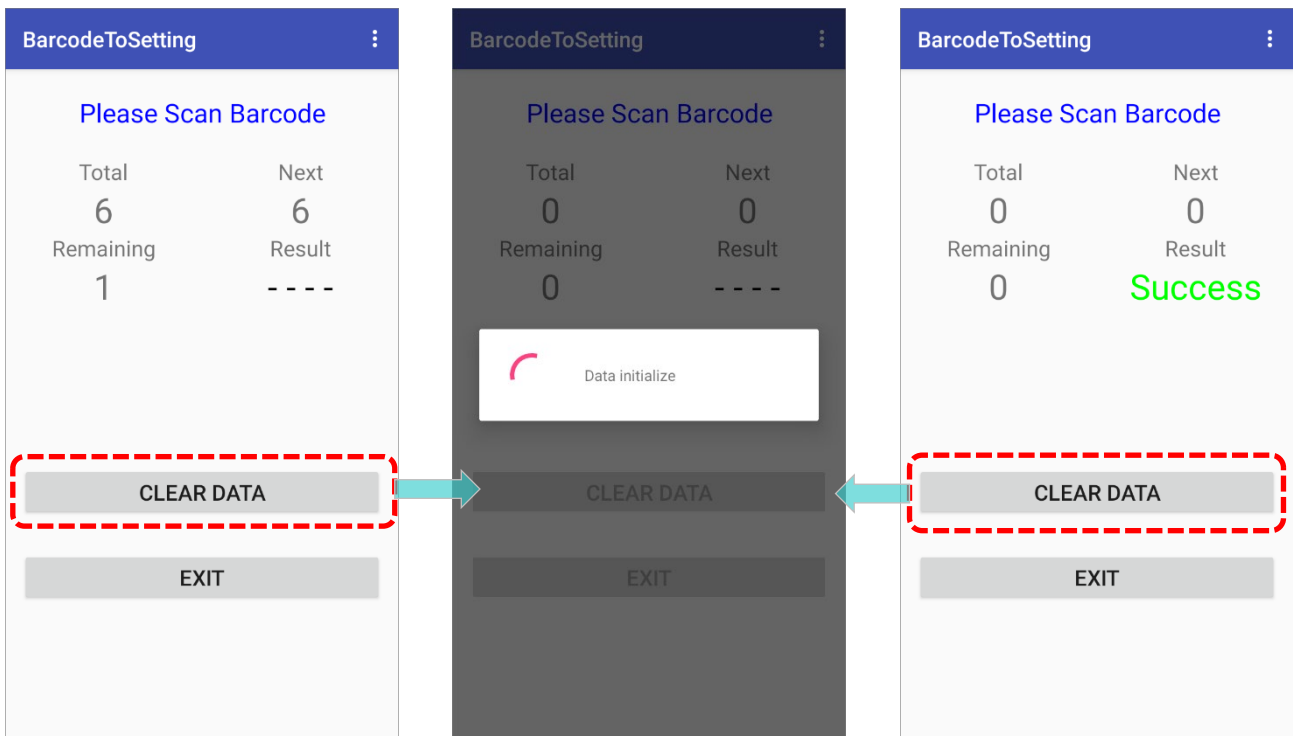 BarcodeToSetting
Please Scan Barcode
Total Next
6 6
Remaining Result
1 ----
CLEAR DATA
EXIT
BarcodeToSetting
Please Scan Barcode
Total Next
0 0
Remaining Result
0 ----
Data initialize
CLEAR DATA
EXIT
BarcodeToSetting
Please Scan Barcode
Total Next
0 0
Remaining Result
0 Success
CLEAR DATA
EXIT